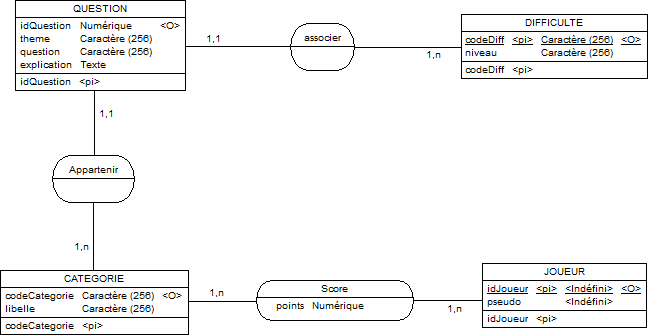 QUESTION
idQuestion Numérique <O>
theme Caractère (256)
question Caractère (256)
explication Texte
idQuestion <pi>
1,1
associer
1,n
DIFFICULTE
codeDiff <pi> Caractère (256) <O>
niveau Caractère (256)
codeDiff <pi>
1,1
Appartenir
1,n
CATEGORIE
codeCategorie Caractère (256) <O>
libelle Caractère (256)
codeCategorie <pi>
1,n
Score
points Numérique
1,n
JOUEUR
idJoueur <pi> <Indéfini> <O>
pseudo <Indéfini>
idJoueur <pi>